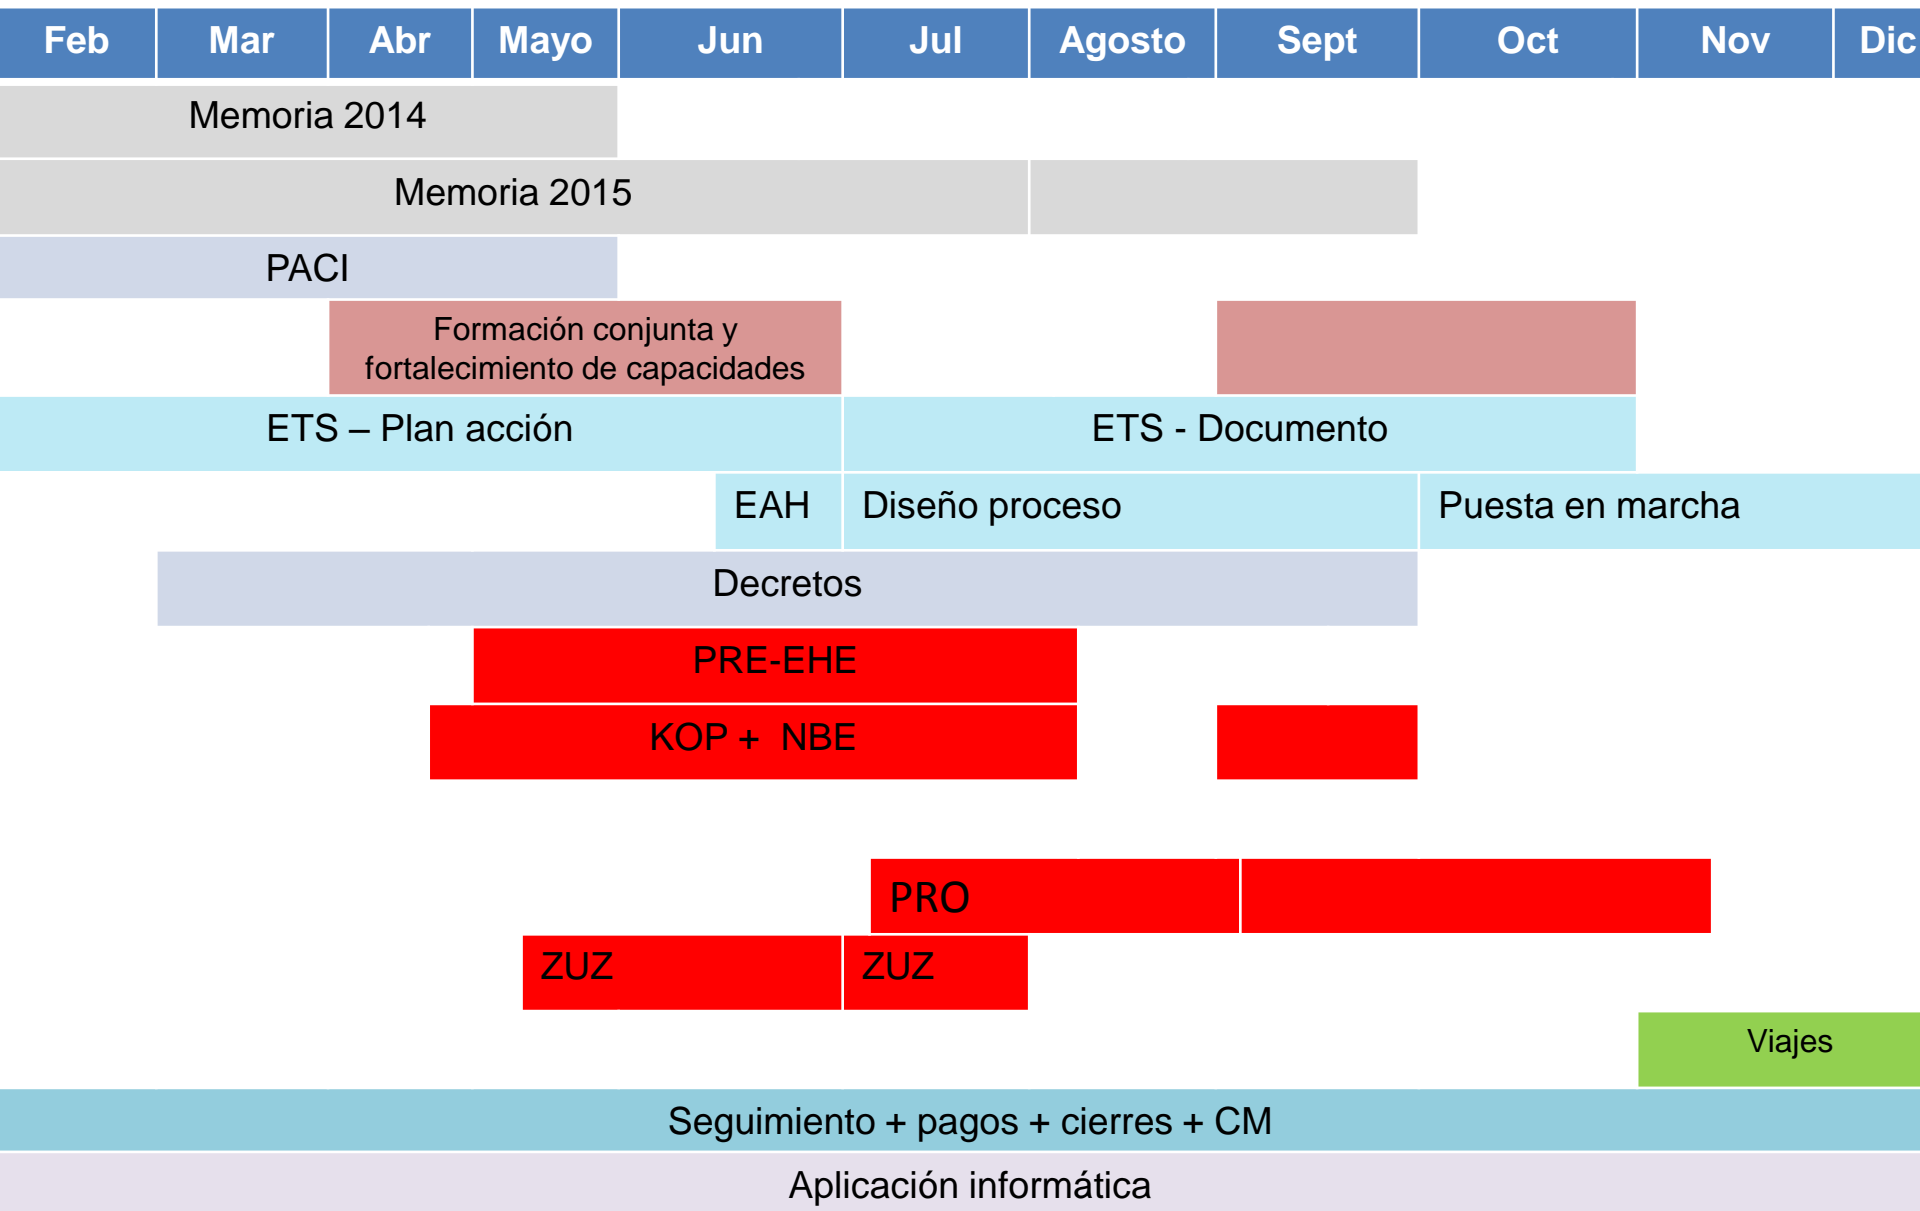 Feb Mar Abr Mayo Jun Jul Agosto Sept Oct Nov Dic
Memoria 2014
Memoria 2015
PACI
Formación conjunta y
fortalecimiento de capacidades
ETS – Plan acción ETS - Documento
EAH Diseño proceso Puesta en marcha
Decretos
PRE-EHE
KOP + NBE
PRO
ZUZ ZUZ
Viajes
Seguimiento + pagos + cierres + CM
Aplicación informática